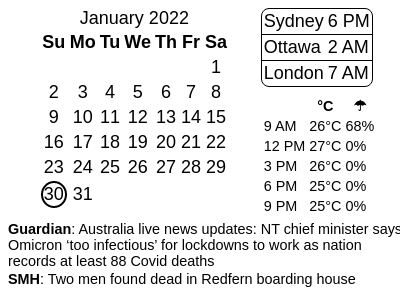 January 2022
Su Mo Tu We Th Fr Sa
1
2 3 4 5 6 7 8
9 10 11 12 13 14 15
16 17 18 19 20 21 22
23 24 25 26 27 28 29
30 31
Sydney 6 PM
Ottawa 2 AM
London 7 AM
°C ☂
9 AM 26°C 68%
12 PM 27°C 0%
3 PM 26°C 0%
6 PM 25°C 0%
9 PM 25°C 0%
Guardian: Australia live news updates: NT chief minister says
Omicron ‘too infectious’ for lockdowns to work as nation
records at least 88 Covid deaths
SMH: Two men found dead in Redfern boarding house